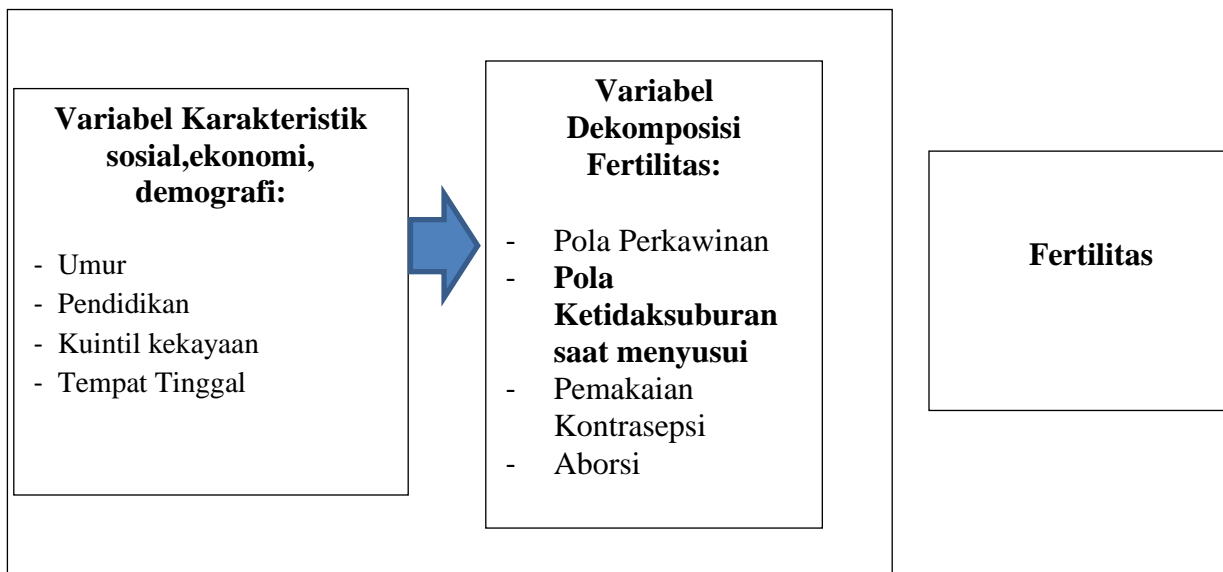 Variabel Karakteristik
sosial,ekonomi,
demografi:
- Umur
- Pendidikan
- Kuintil kekayaan
- Tempat Tinggal
Variabel
Dekomposisi
Fertilitas:
- Pola Perkawinan
- Pola
Ketidaksuburan
saat menyusui
- Pemakaian
Kontrasepsi
- Aborsi
Fertilitas